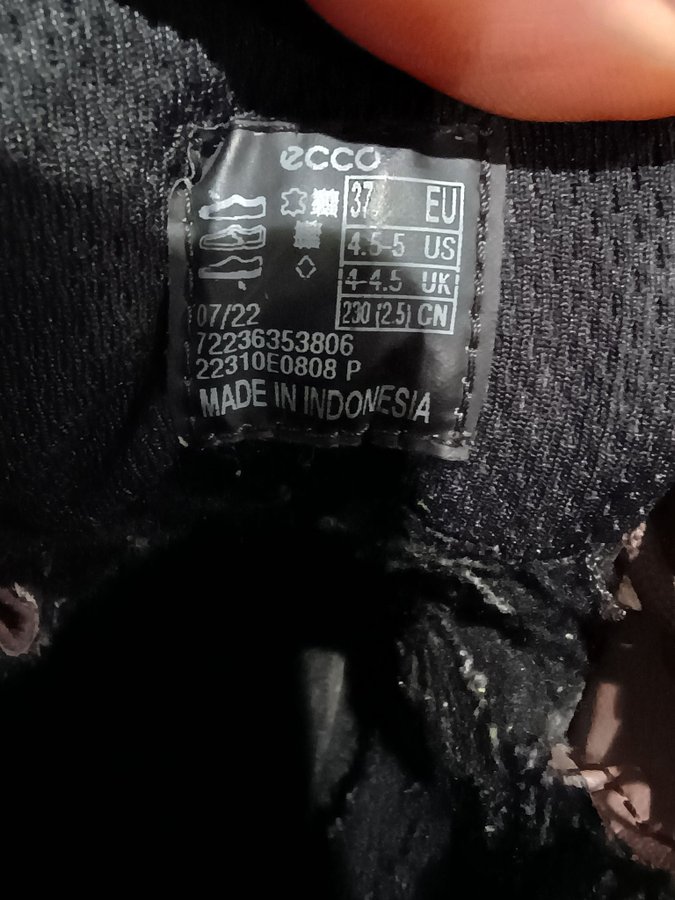 ecco
37 EU
4.5-5 US
4-4.5 UK
230 (2.5) CN
07/22
72236353806
22310E0808 P
MADE IN INDONESIA